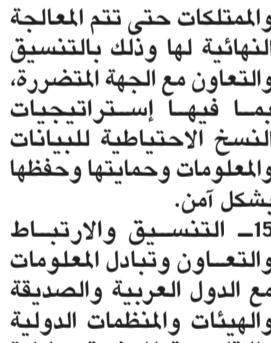 والممتلكات حتى تتم المعالجة
النهائية لها وذلك بالتنسيق
والتعاون مع الجهة المتضررة،
بما فيها إستراتيجيات
النسخ الاحتياطية للبيانات
والمعلومات وحمايتها وحفظها
بشكل آمن.
15ـ التنسيق والارتباط
والتعاون وتبادل المعلومات
مع الدول العربية والصديقة
والهيئات والمنظمات الدولية